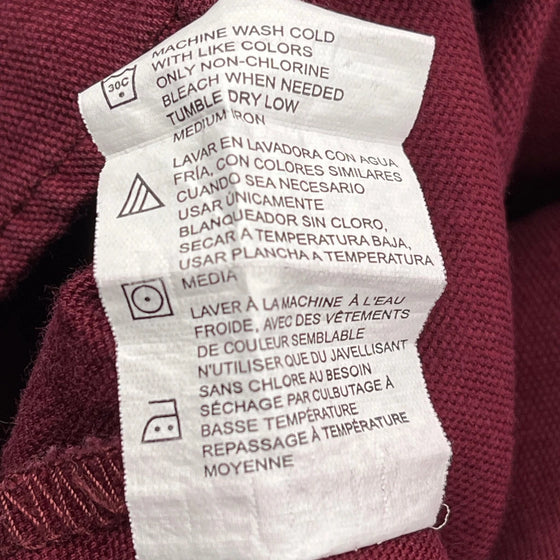 30C
MACHINE WASH COLD
WITH LIKE COLORS
ONLY NON-CHLORINE
BLEACH WHEN NEEDED
TUMBLE DRY LOW
MEDIUM IRON
LAVAR EN LAVADORA CON AGUA
FRÍA, CON COLORES SIMILARES
CUANDO SEA NECESARIO
USAR ÚNICAMENTE
BLANQUEADOR SIN CLORO,
SECAR A TEMPERATURA BAJA,
USAR PLANCHA A TEMPERATURA
MEDIA
LAVER À LA MACHINE À L'EAU
FROIDE, AVEC DES VÊTEMENTS
DE COULEUR SEMBLABLE
N'UTILISER QUE DU JAVELLISANT
SANS CHLORE AU BESOIN
SÉCHAGE PAR CULBUTAGE À
BASSE TEMPÉRATURE
REPASSAGE À TEMPÉRATURE
MOYENNE